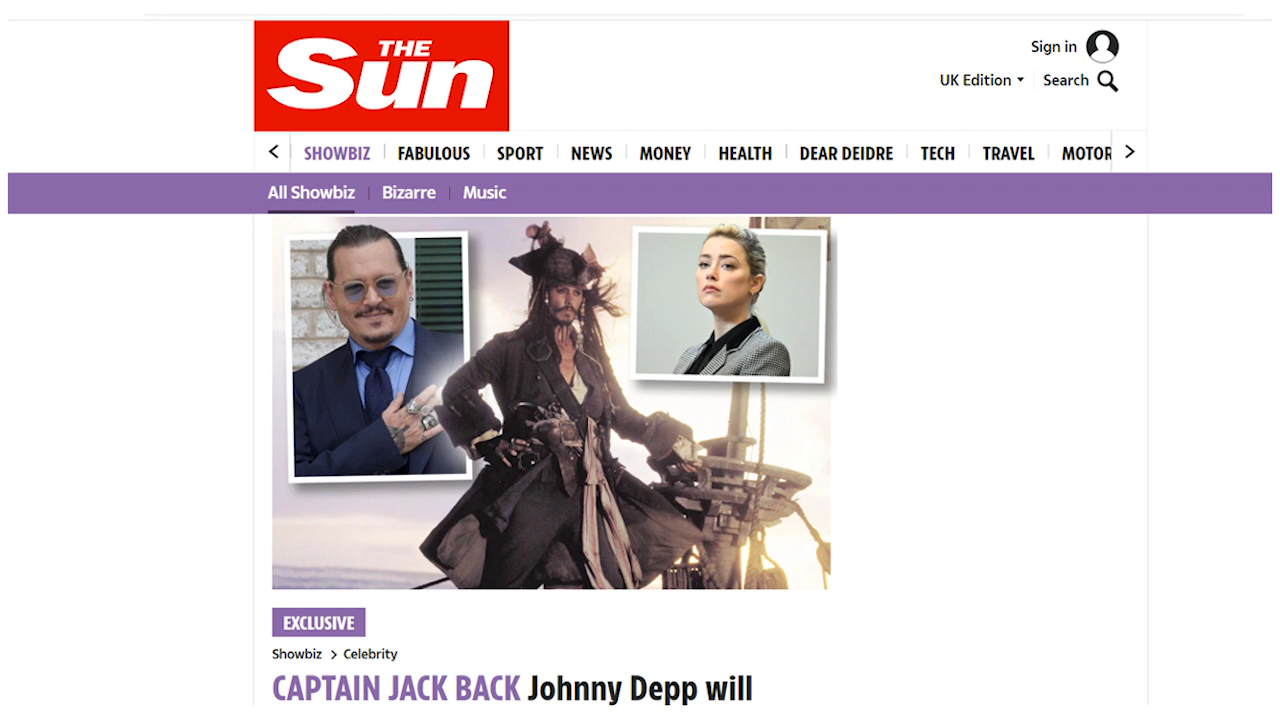 THE
Sun
Sign in
UK Edition
Search
SHOWBIZ FABULOUS SPORT NEWS MONEY HEALTH DEAR DEIDRE TECH TRAVEL MOTOR
All Showbiz Bizarre Music
EXCLUSIVE
Showbiz > Celebrity
CAPTAIN JACK BACK Johnny Depp will